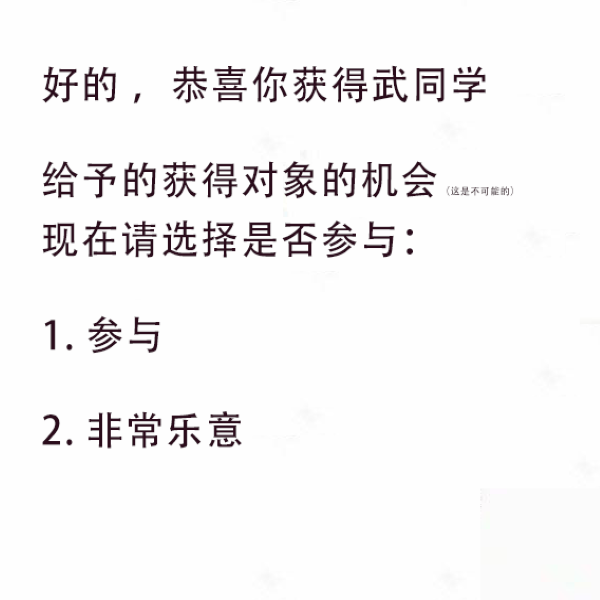 好的，恭喜你获得武同学
给予的获得对象的机会(这是不可能的)
现在请选择是否参与：
1. 参与
2. 非常乐意